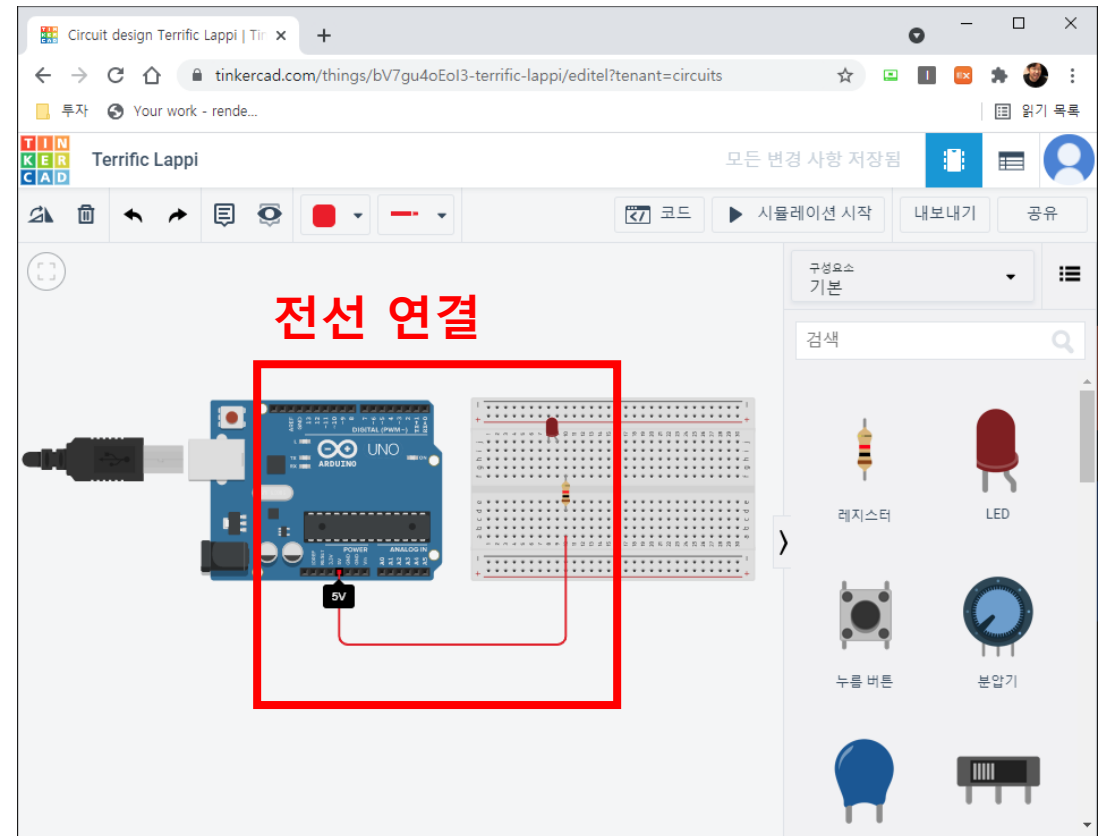 Circuit design Terrific Lappi | Tin
tinkercad.com/things/bV7gu4oEoI3-terrific-lappi/editel?tenant=circuits
투자
Your work - rende...
읽기 목록
TIN
KER
CAD
Terrific Lappi
모든 변경 사항 저장됨
코드
시뮬레이션 시작
내보내기
공유
전선 연결
구성요소
기본
검색
DIGITAL (PWM~)
UNO
ARDUINO
POWER
ANALOG IN
5V
레지스터
LED
누름 버튼
분압기